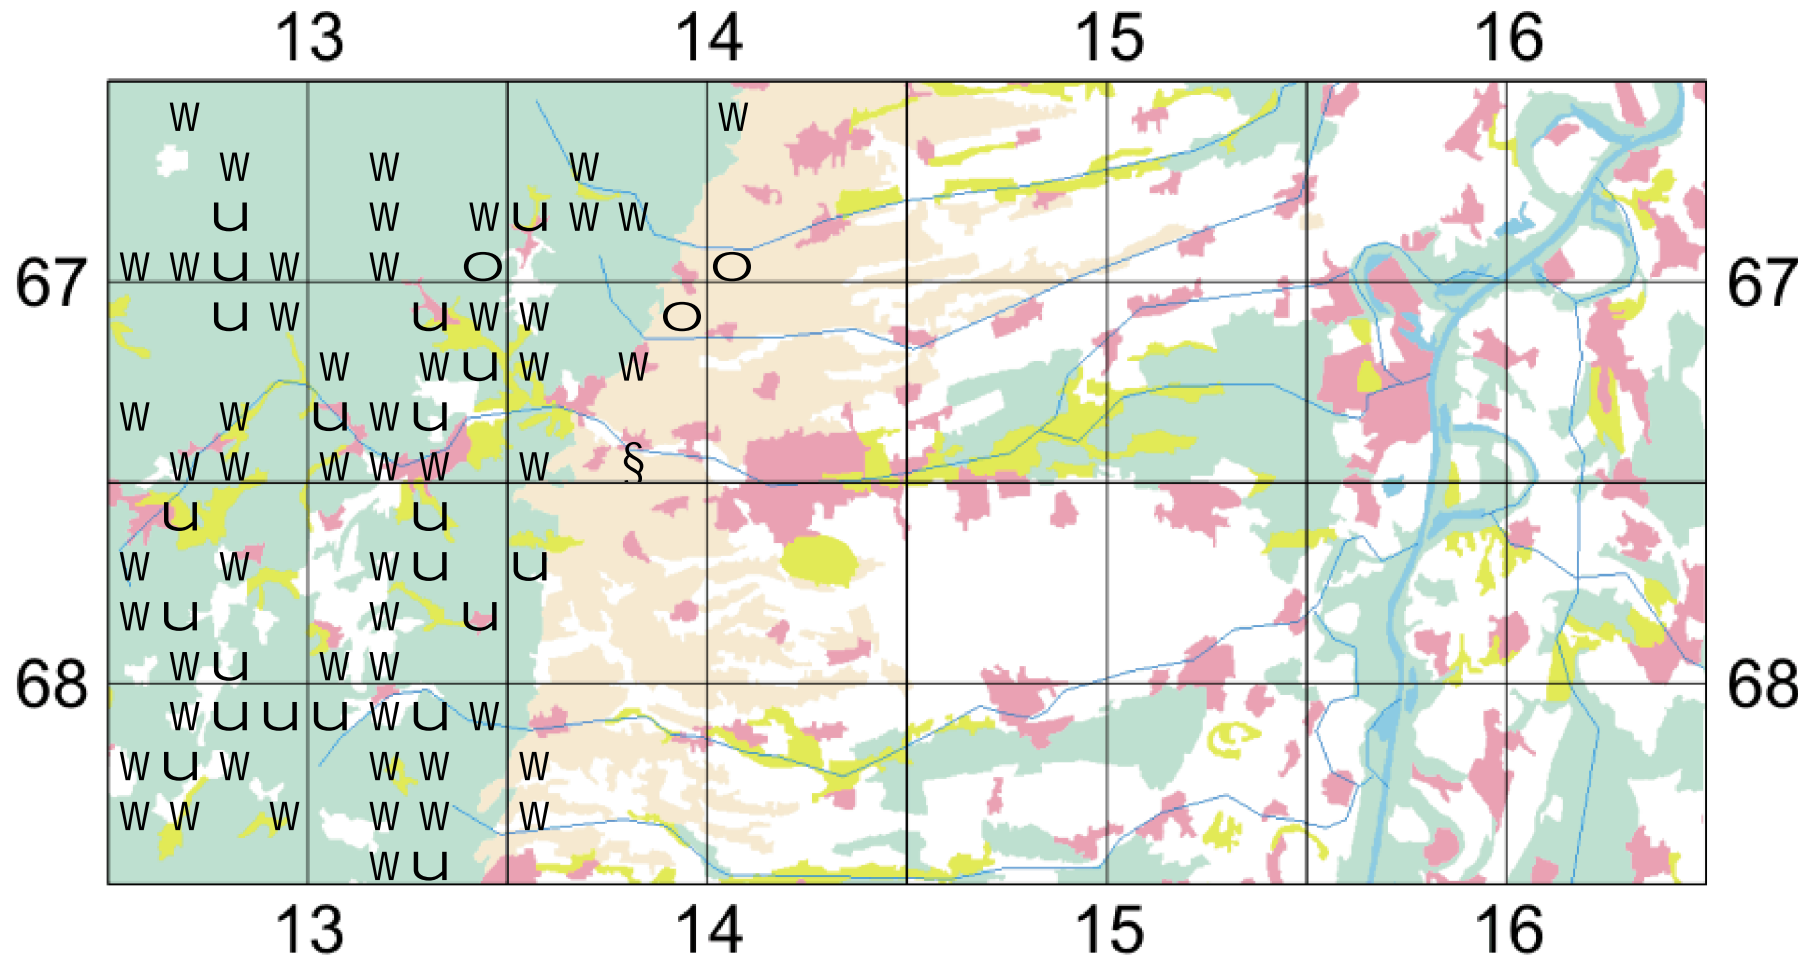 13 14 15 16
W W
W W W
u W W u W W
W W u W W O O
67 67
u W u W W O
W W u W W
W W u W u
W W W W W W §
u u
W W W u u
W u W u
W u W W
68 68
W u u u W u W
W u W W W W
W W W W W W
W u
13 14 15 16